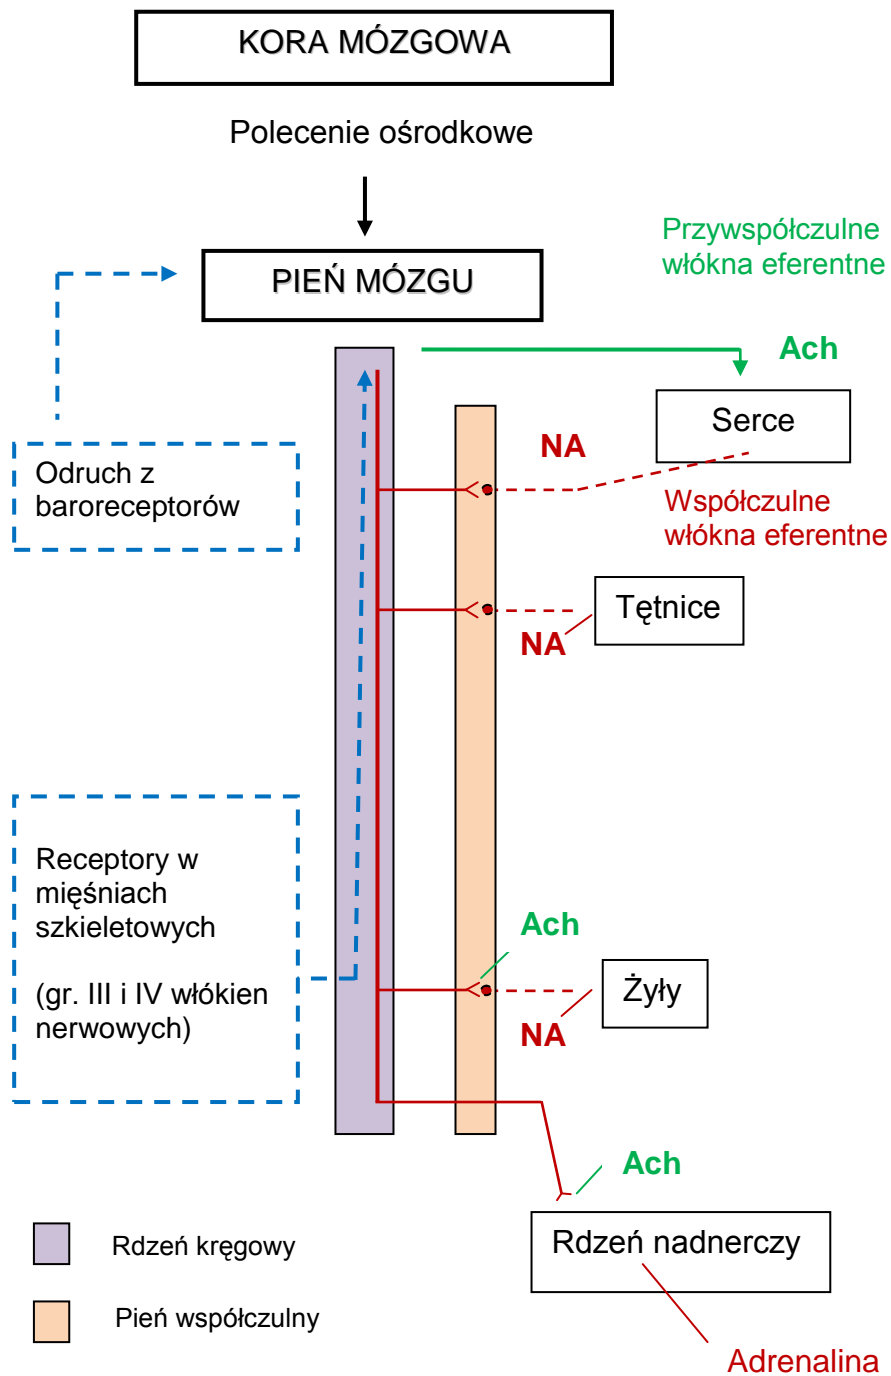 KORA MÓZGOWA
Polecenie ośrodkowe
Przywspółczulne
włókna eferentne
PIEŃ MÓZGU
Ach
Serce
NA
Odruch z
baroreceptorów
Współczulne
włókna eferentne
Tętnice
NA
Receptory w
mięśniach
szkieletowych
(gr. III i IV włókien
nerwowych)
Ach
Żyły
NA
Ach
Rdzeń kręgowy
Rdzeń nadnerczy
Pień współczulny
Adrenalina